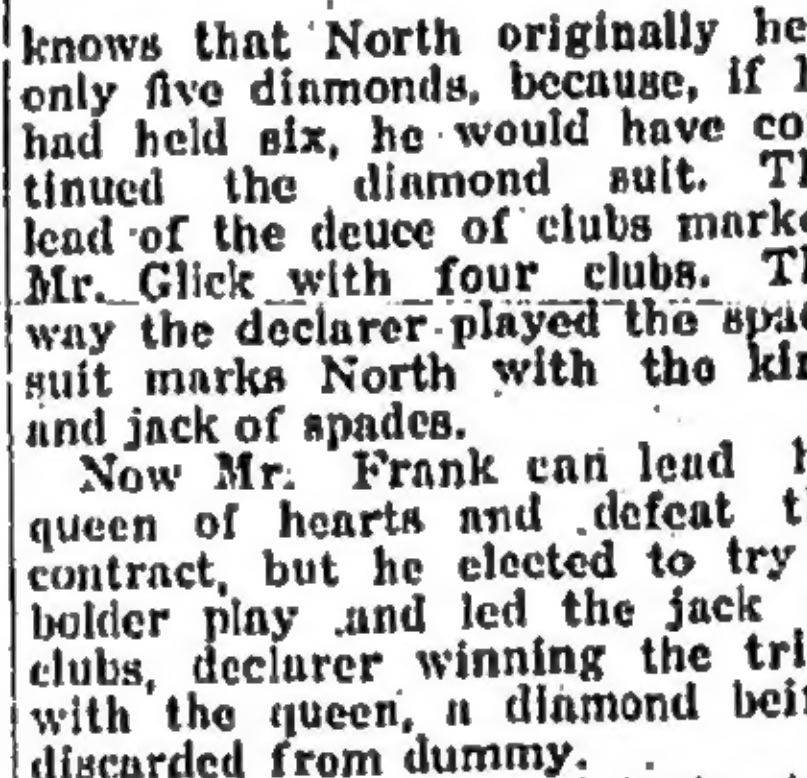 knows that North originally he
only five diamonds, because, if
had held six, he would have co
tinued the diamond suit. Th
lead of the deuce of clubs marke
Mr. Glick with four clubs. Th
way the declarer played the spad
suit marks North with the kin
and jack of spades.
Now Mr. Frank can lead h
queen of hearts and defeat th
contract, but he elected to try
bolder play and led the jack
clubs, declarer winning the tri
with the queen, a diamond bein
discarded from dummy.